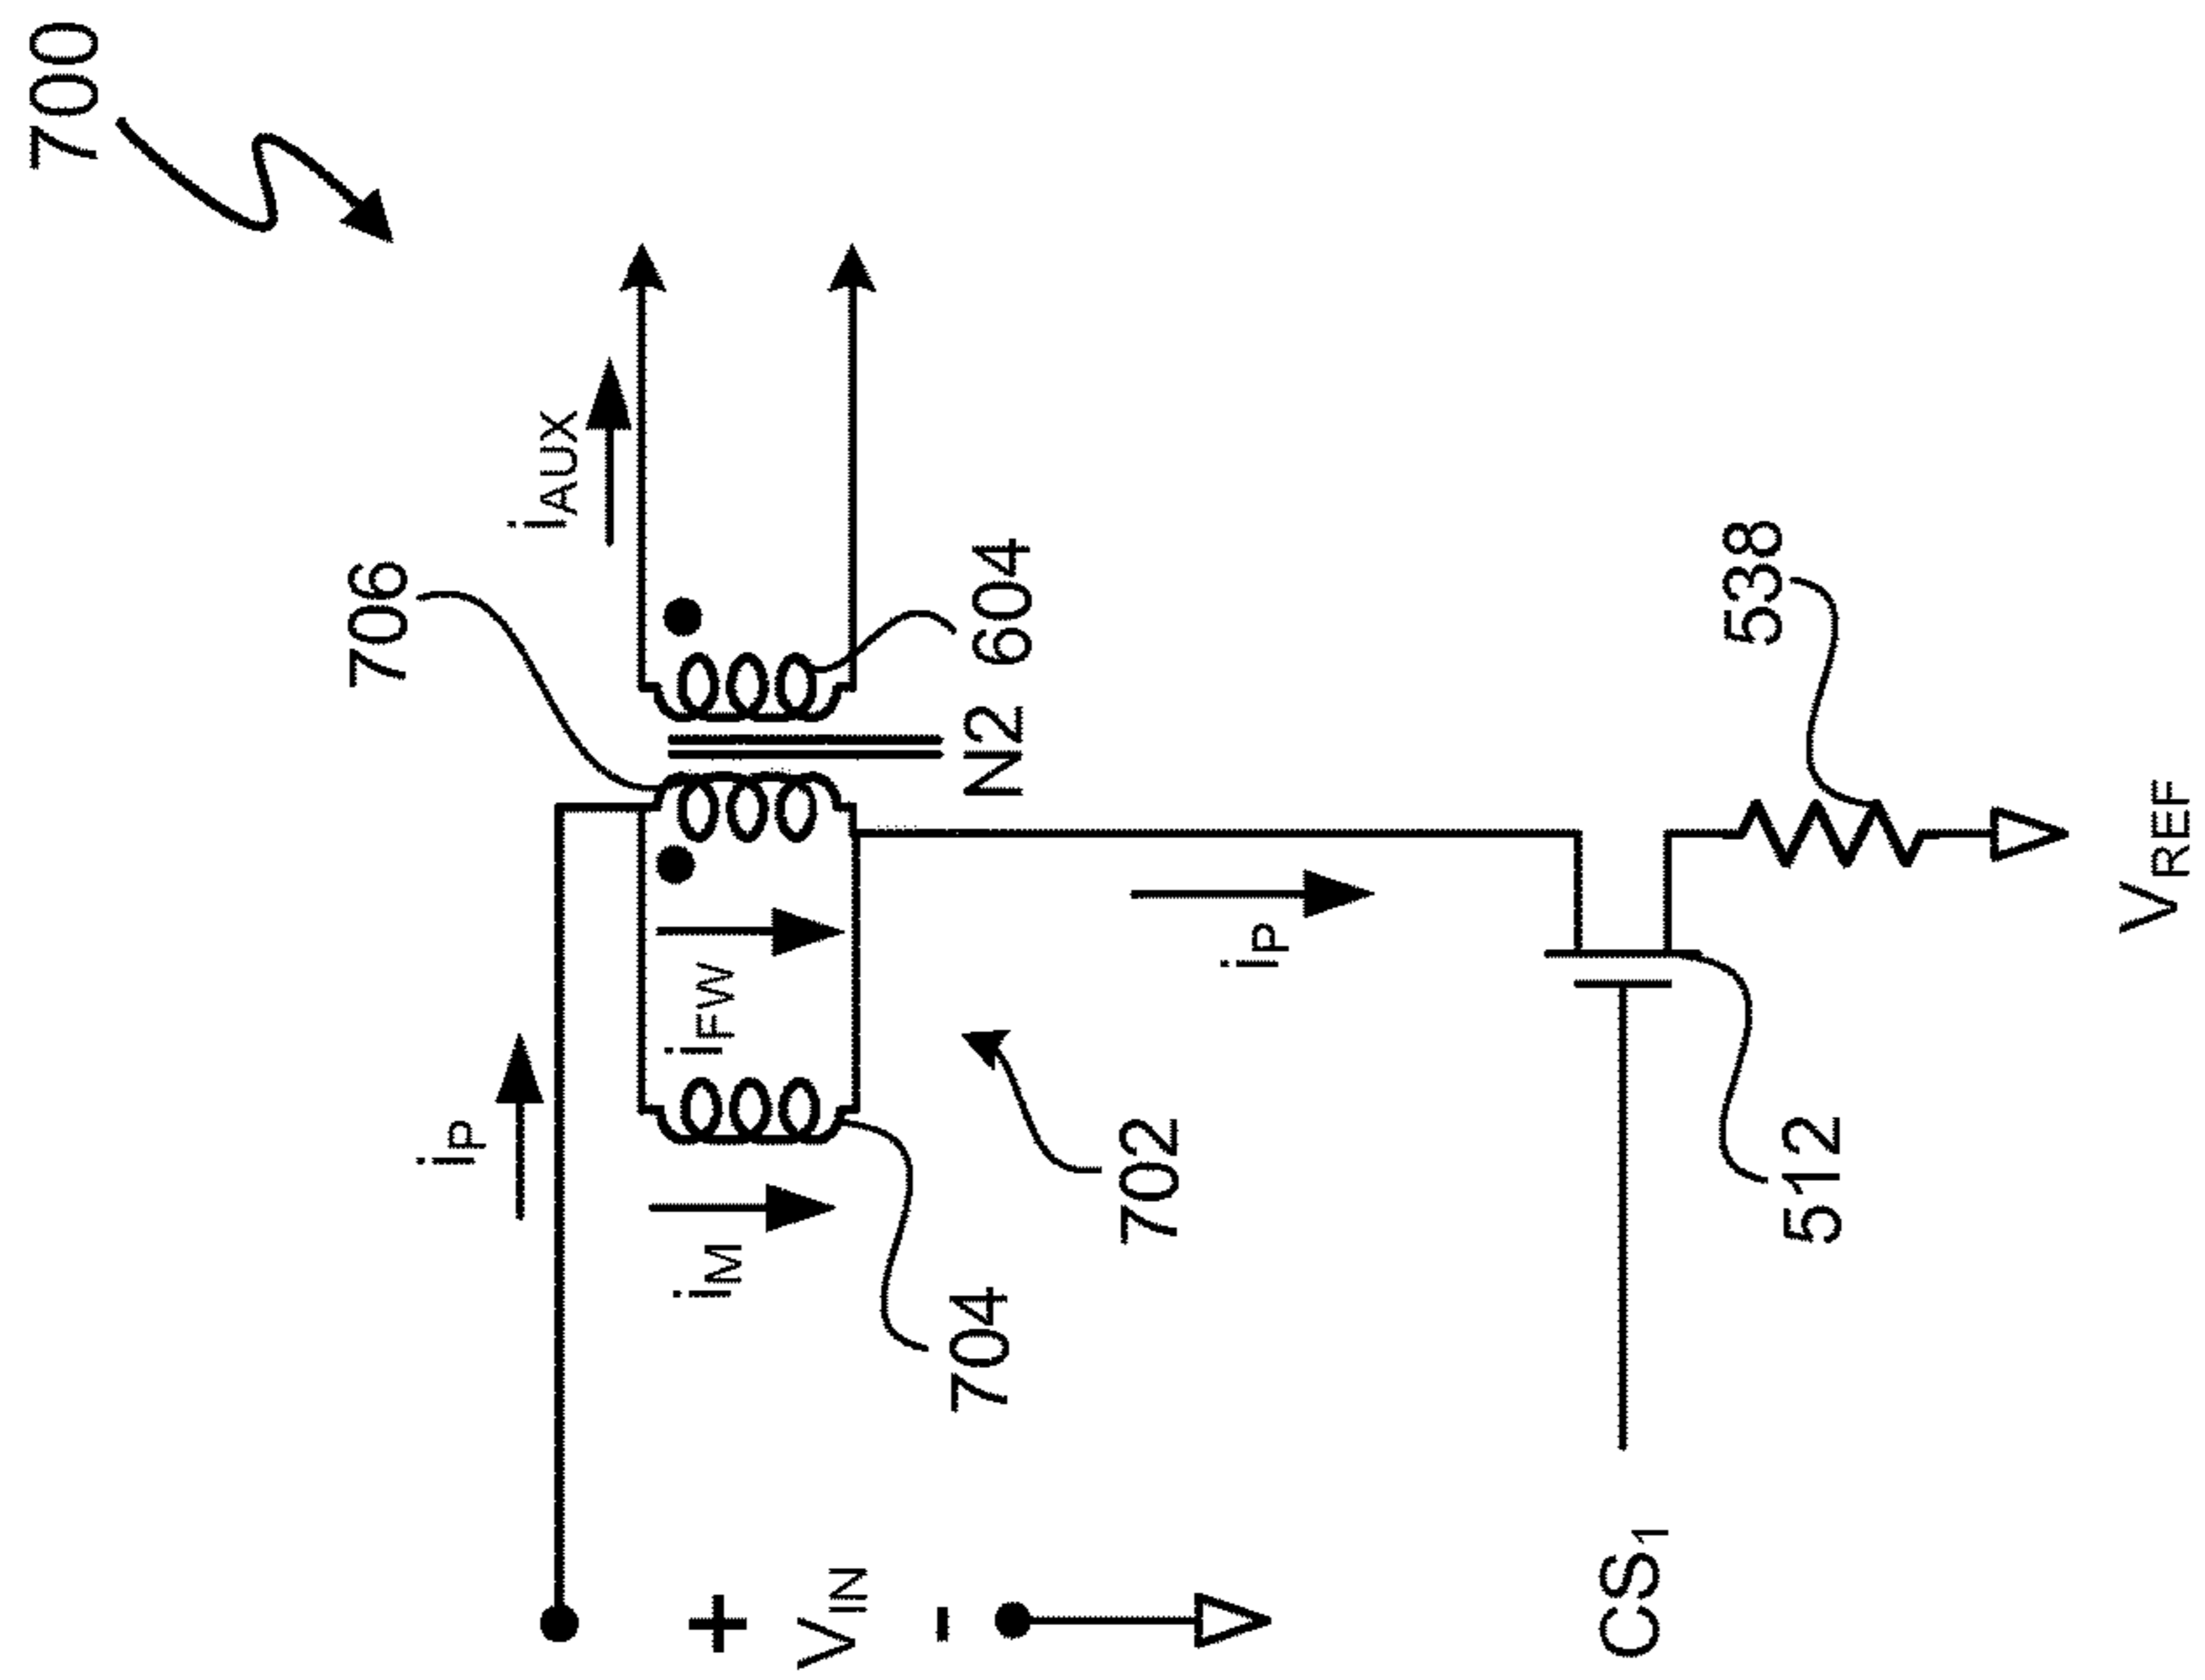 700
706
iAUX
iP
604
N2
iFW
iM
702
704
+
VIN
-
iP
538
512
CS1
VREF